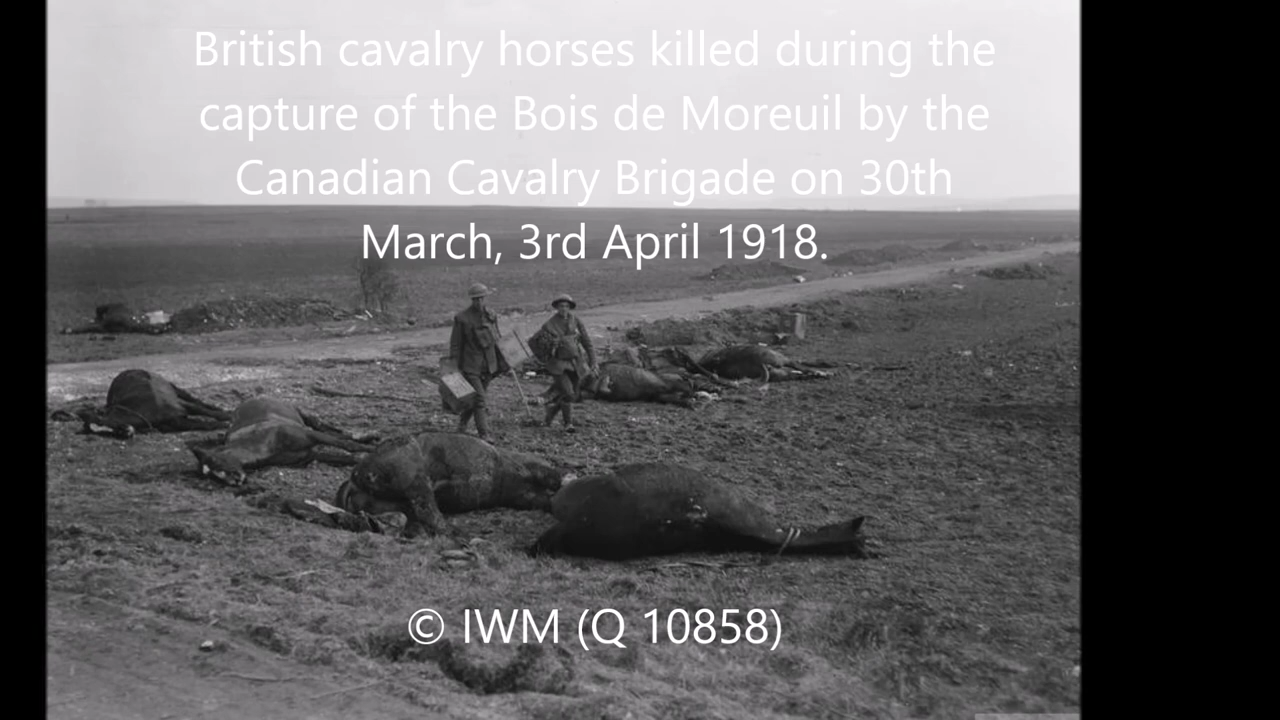 British cavalry horses killed during the
capture of the Bois de Moreuil by the
Canadian Cavalry Brigade on 30th
March, 3rd April 1918.
© IWM (Q 10858)